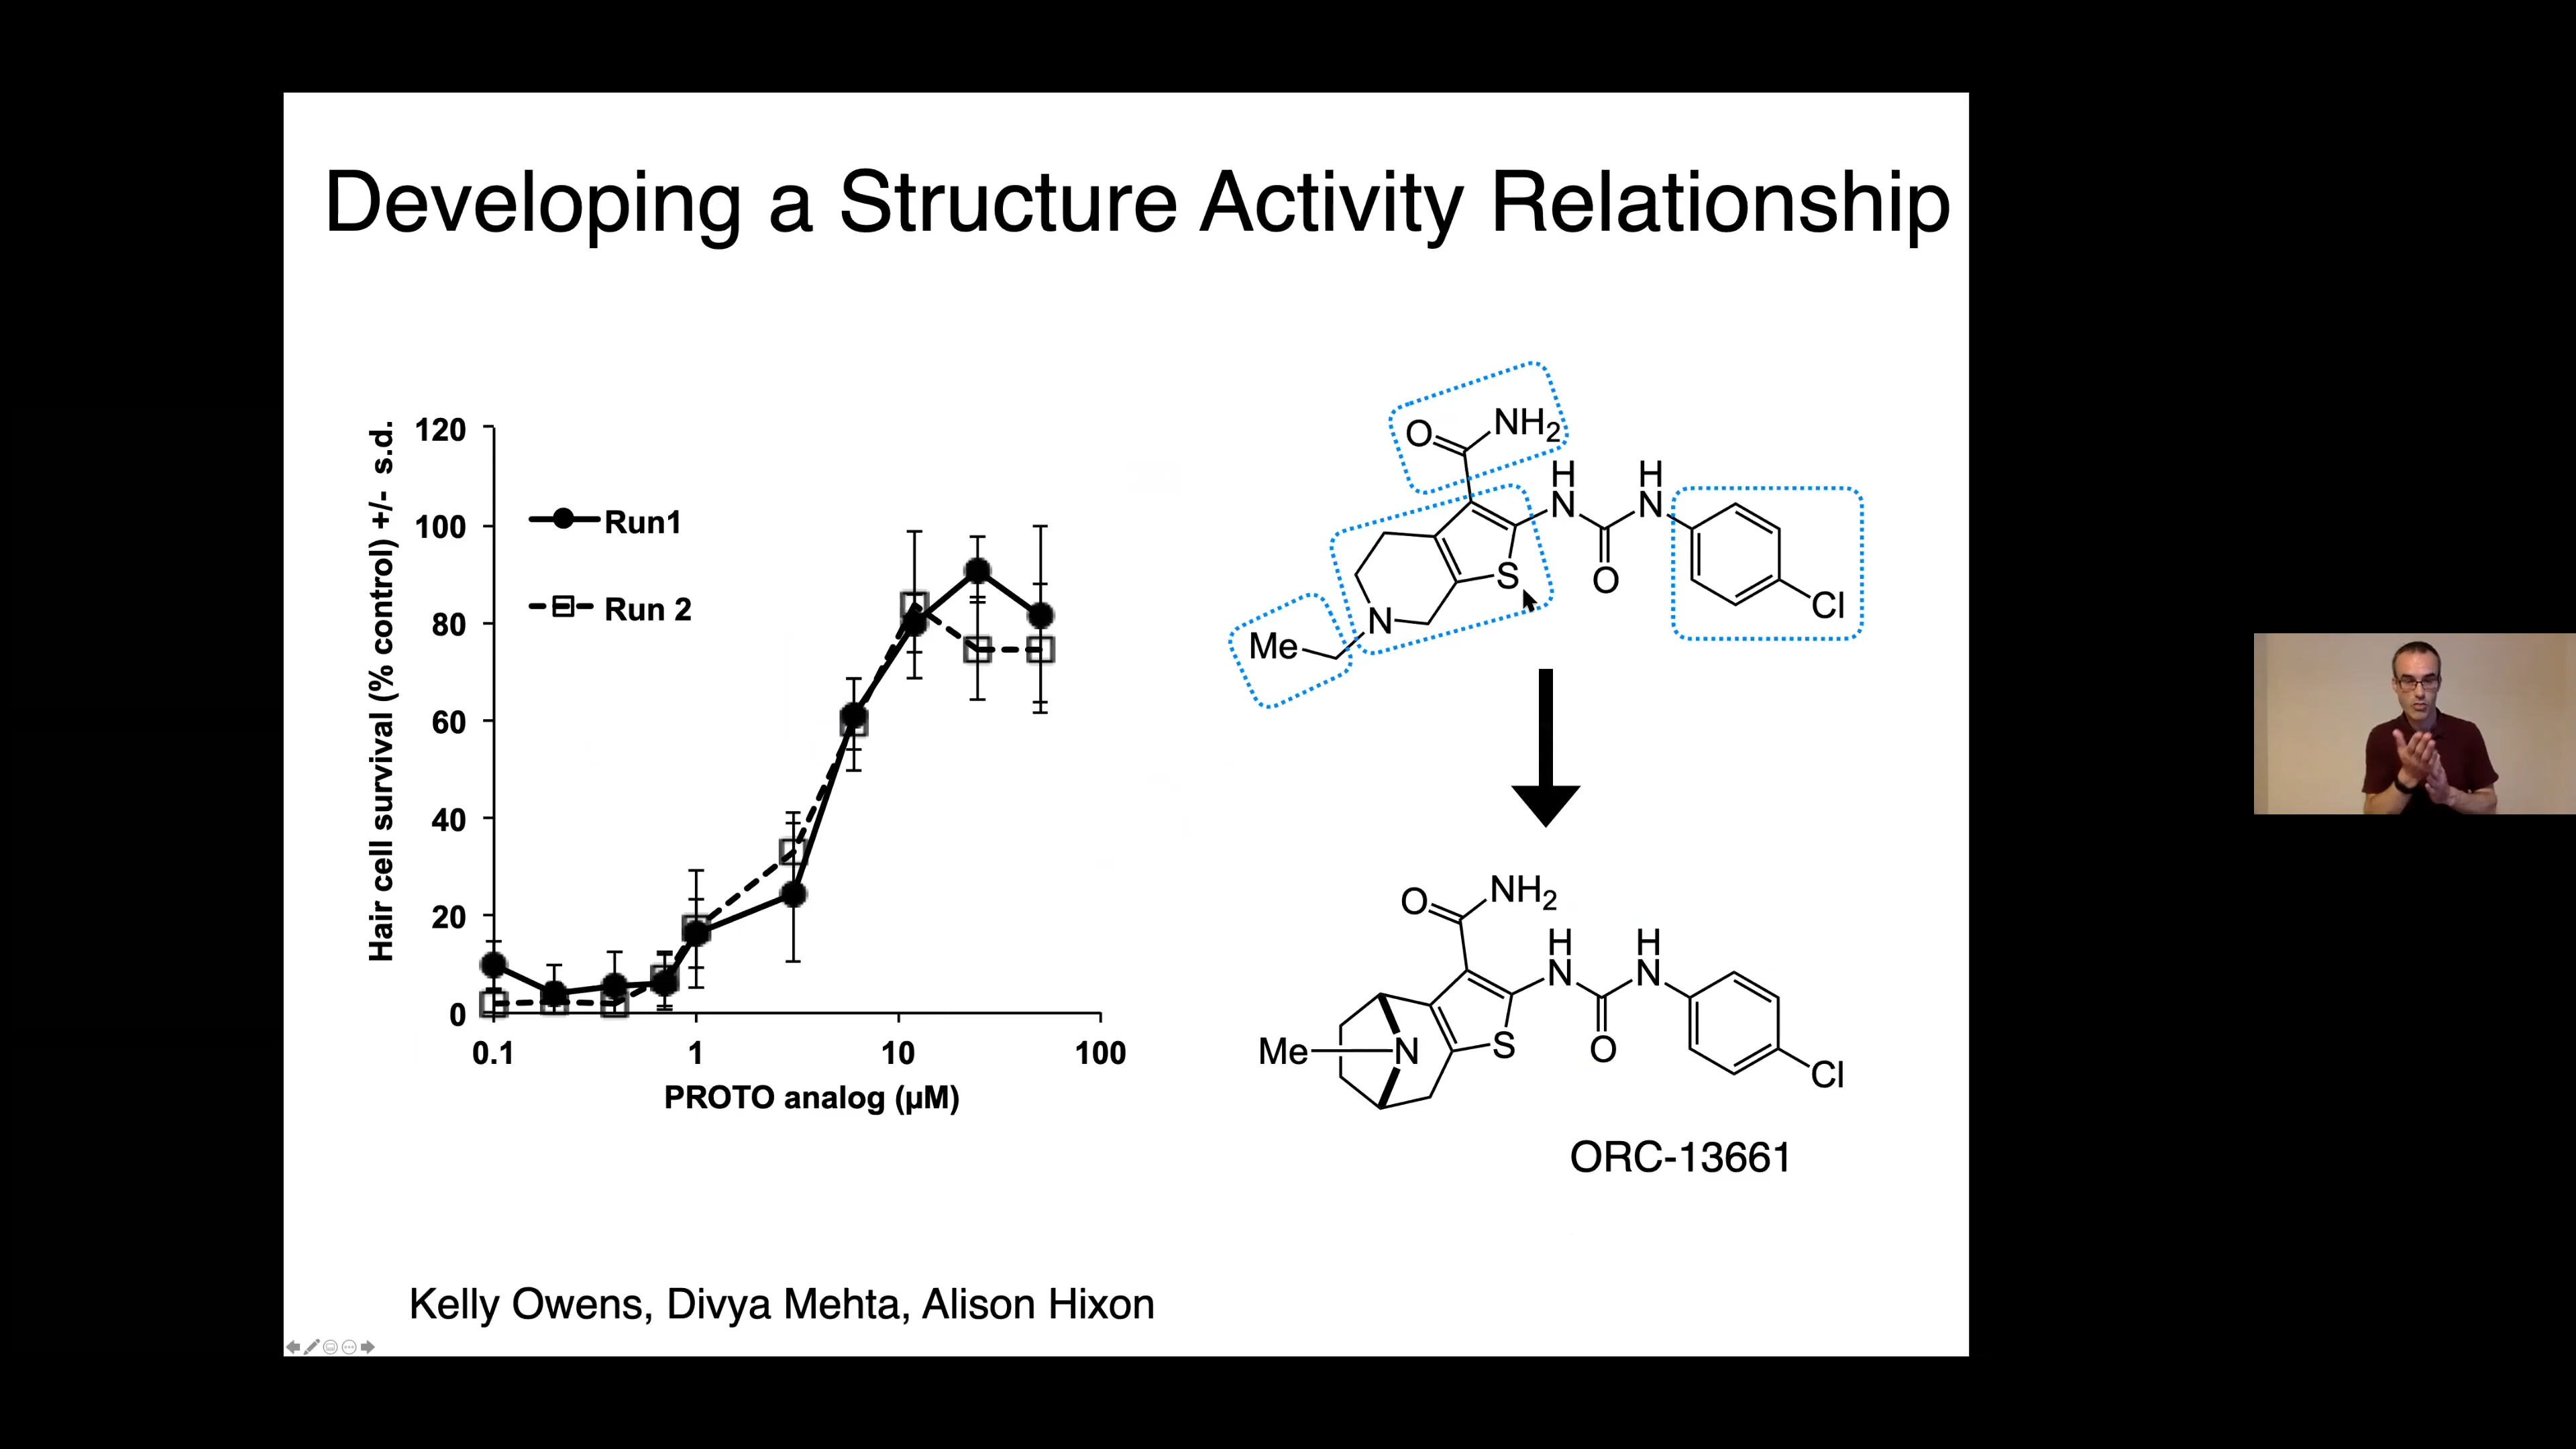 Developing a Structure Activity Relationship
Hair cell survival (% control) +/- s.d.
120
100
80
60
40
20
0
Run1
Run 2
0.1 1 10 100
PROTO analog (µM)
O NH2
H H
N N
S O
Cl
N
Me
O NH2
H H
N N
Me N S O
Cl
ORC-13661
Kelly Owens, Divya Mehta, Alison Hixon